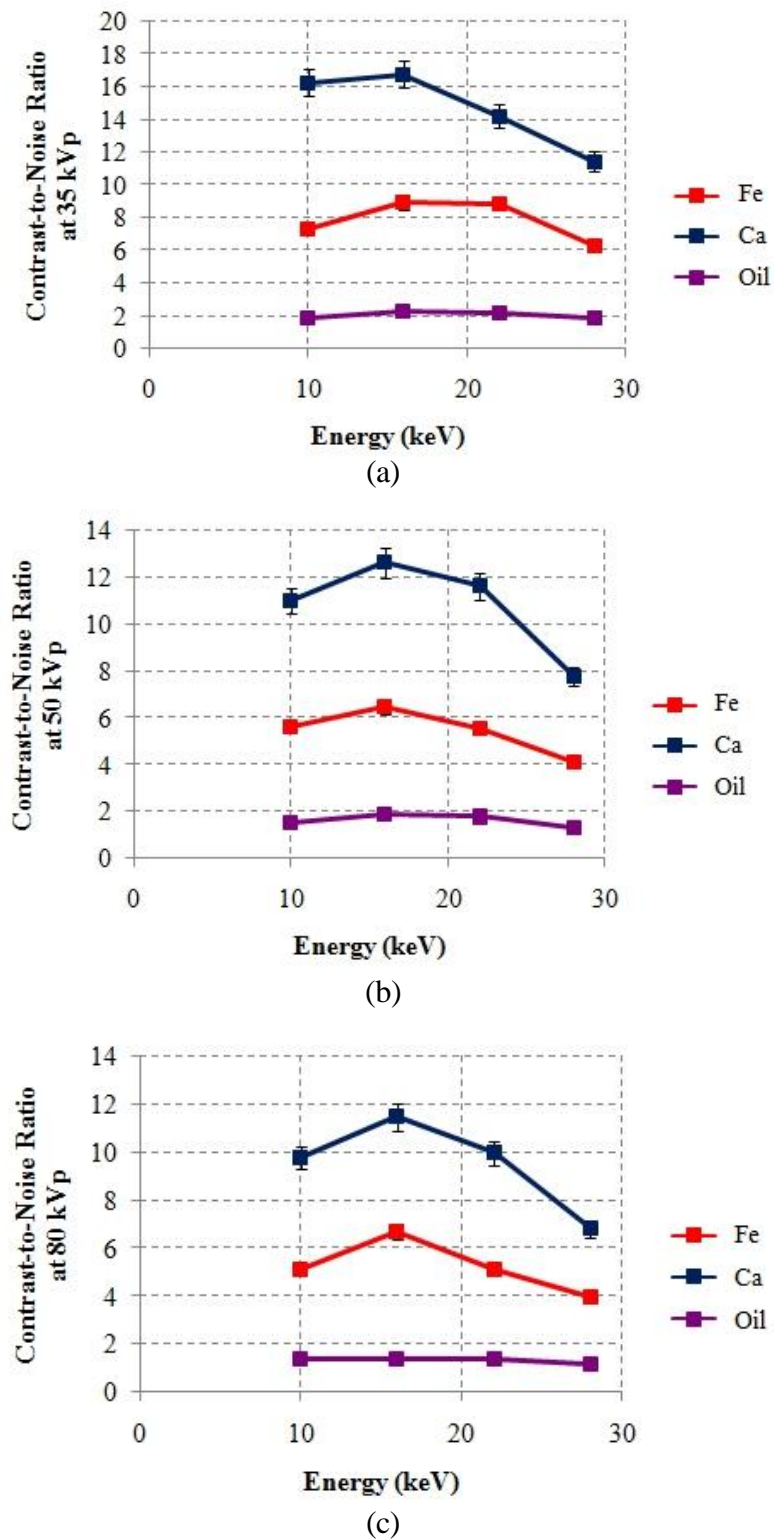 20
18
16
14
12
10
8
6
4
2
0
0 10 20 30
Contrast-to-Noise Ratio
at 35 kVp
Energy (keV)
Fe
Ca
Oil
(a)
14
12
10
8
6
4
2
0
0 10 20 30
Contrast-to-Noise Ratio
at 50 kVp
Energy (keV)
Fe
Ca
Oil
(b)
14
12
10
8
6
4
2
0
0 10 20 30
Contrast-to-Noise Ratio
at 80 kVp
Energy (keV)
Fe
Ca
Oil
(c)